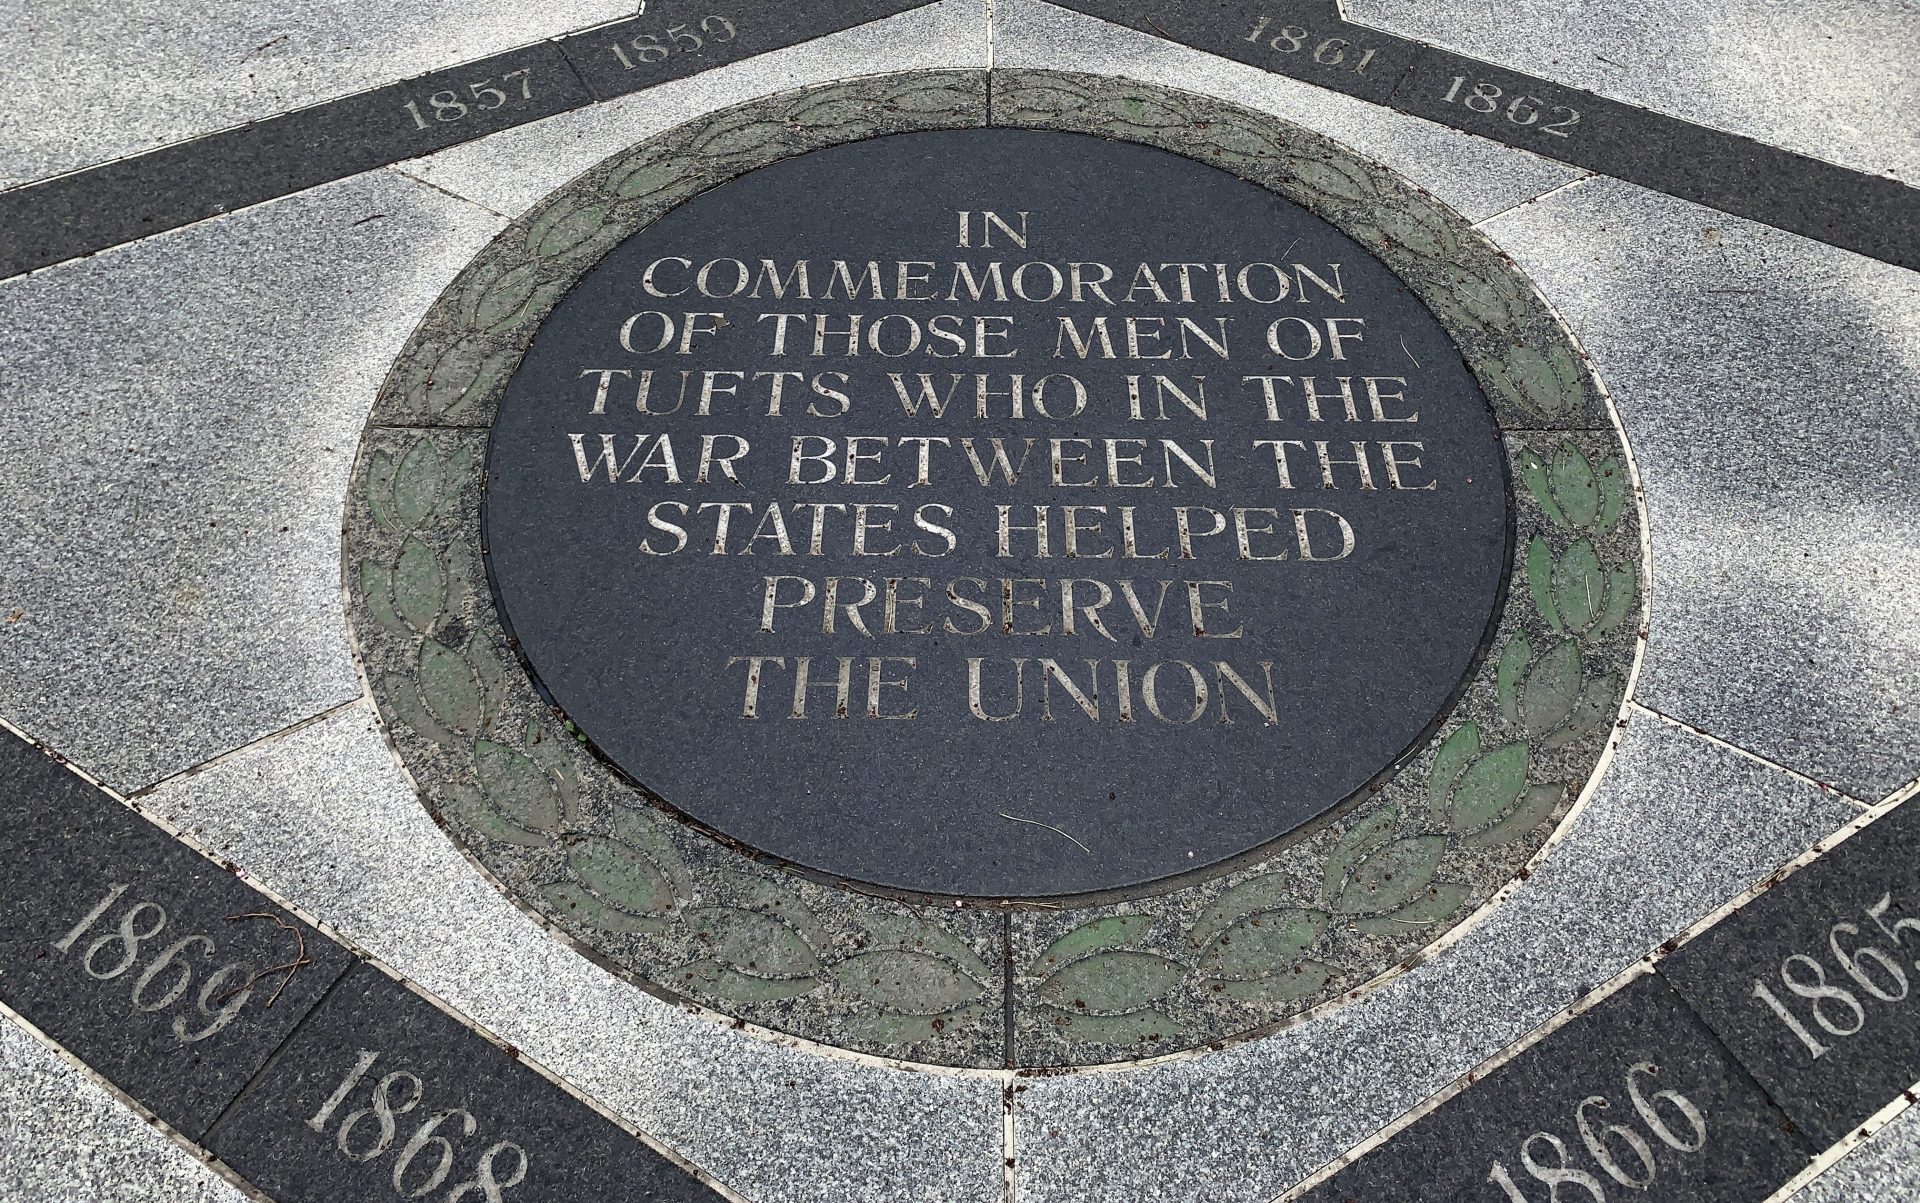 1857
1859
1861
1862
IN
COMMEMORATION
OF THOSE MEN OF
TUFTS WHO IN THE
WAR BETWEEN THE
STATES HELPED
PRESERVE
THE UNION
1869
1868
1866
1865